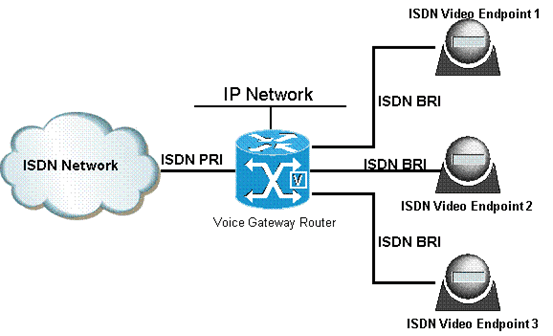 ISDN Video Endpoint 1
IP Network
ISDN BRI
ISDN Network
ISDN PRI
V
ISDN BRI
Voice Gateway Router
ISDN Video Endpoint 2
ISDN BRI
ISDN Video Endpoint 3